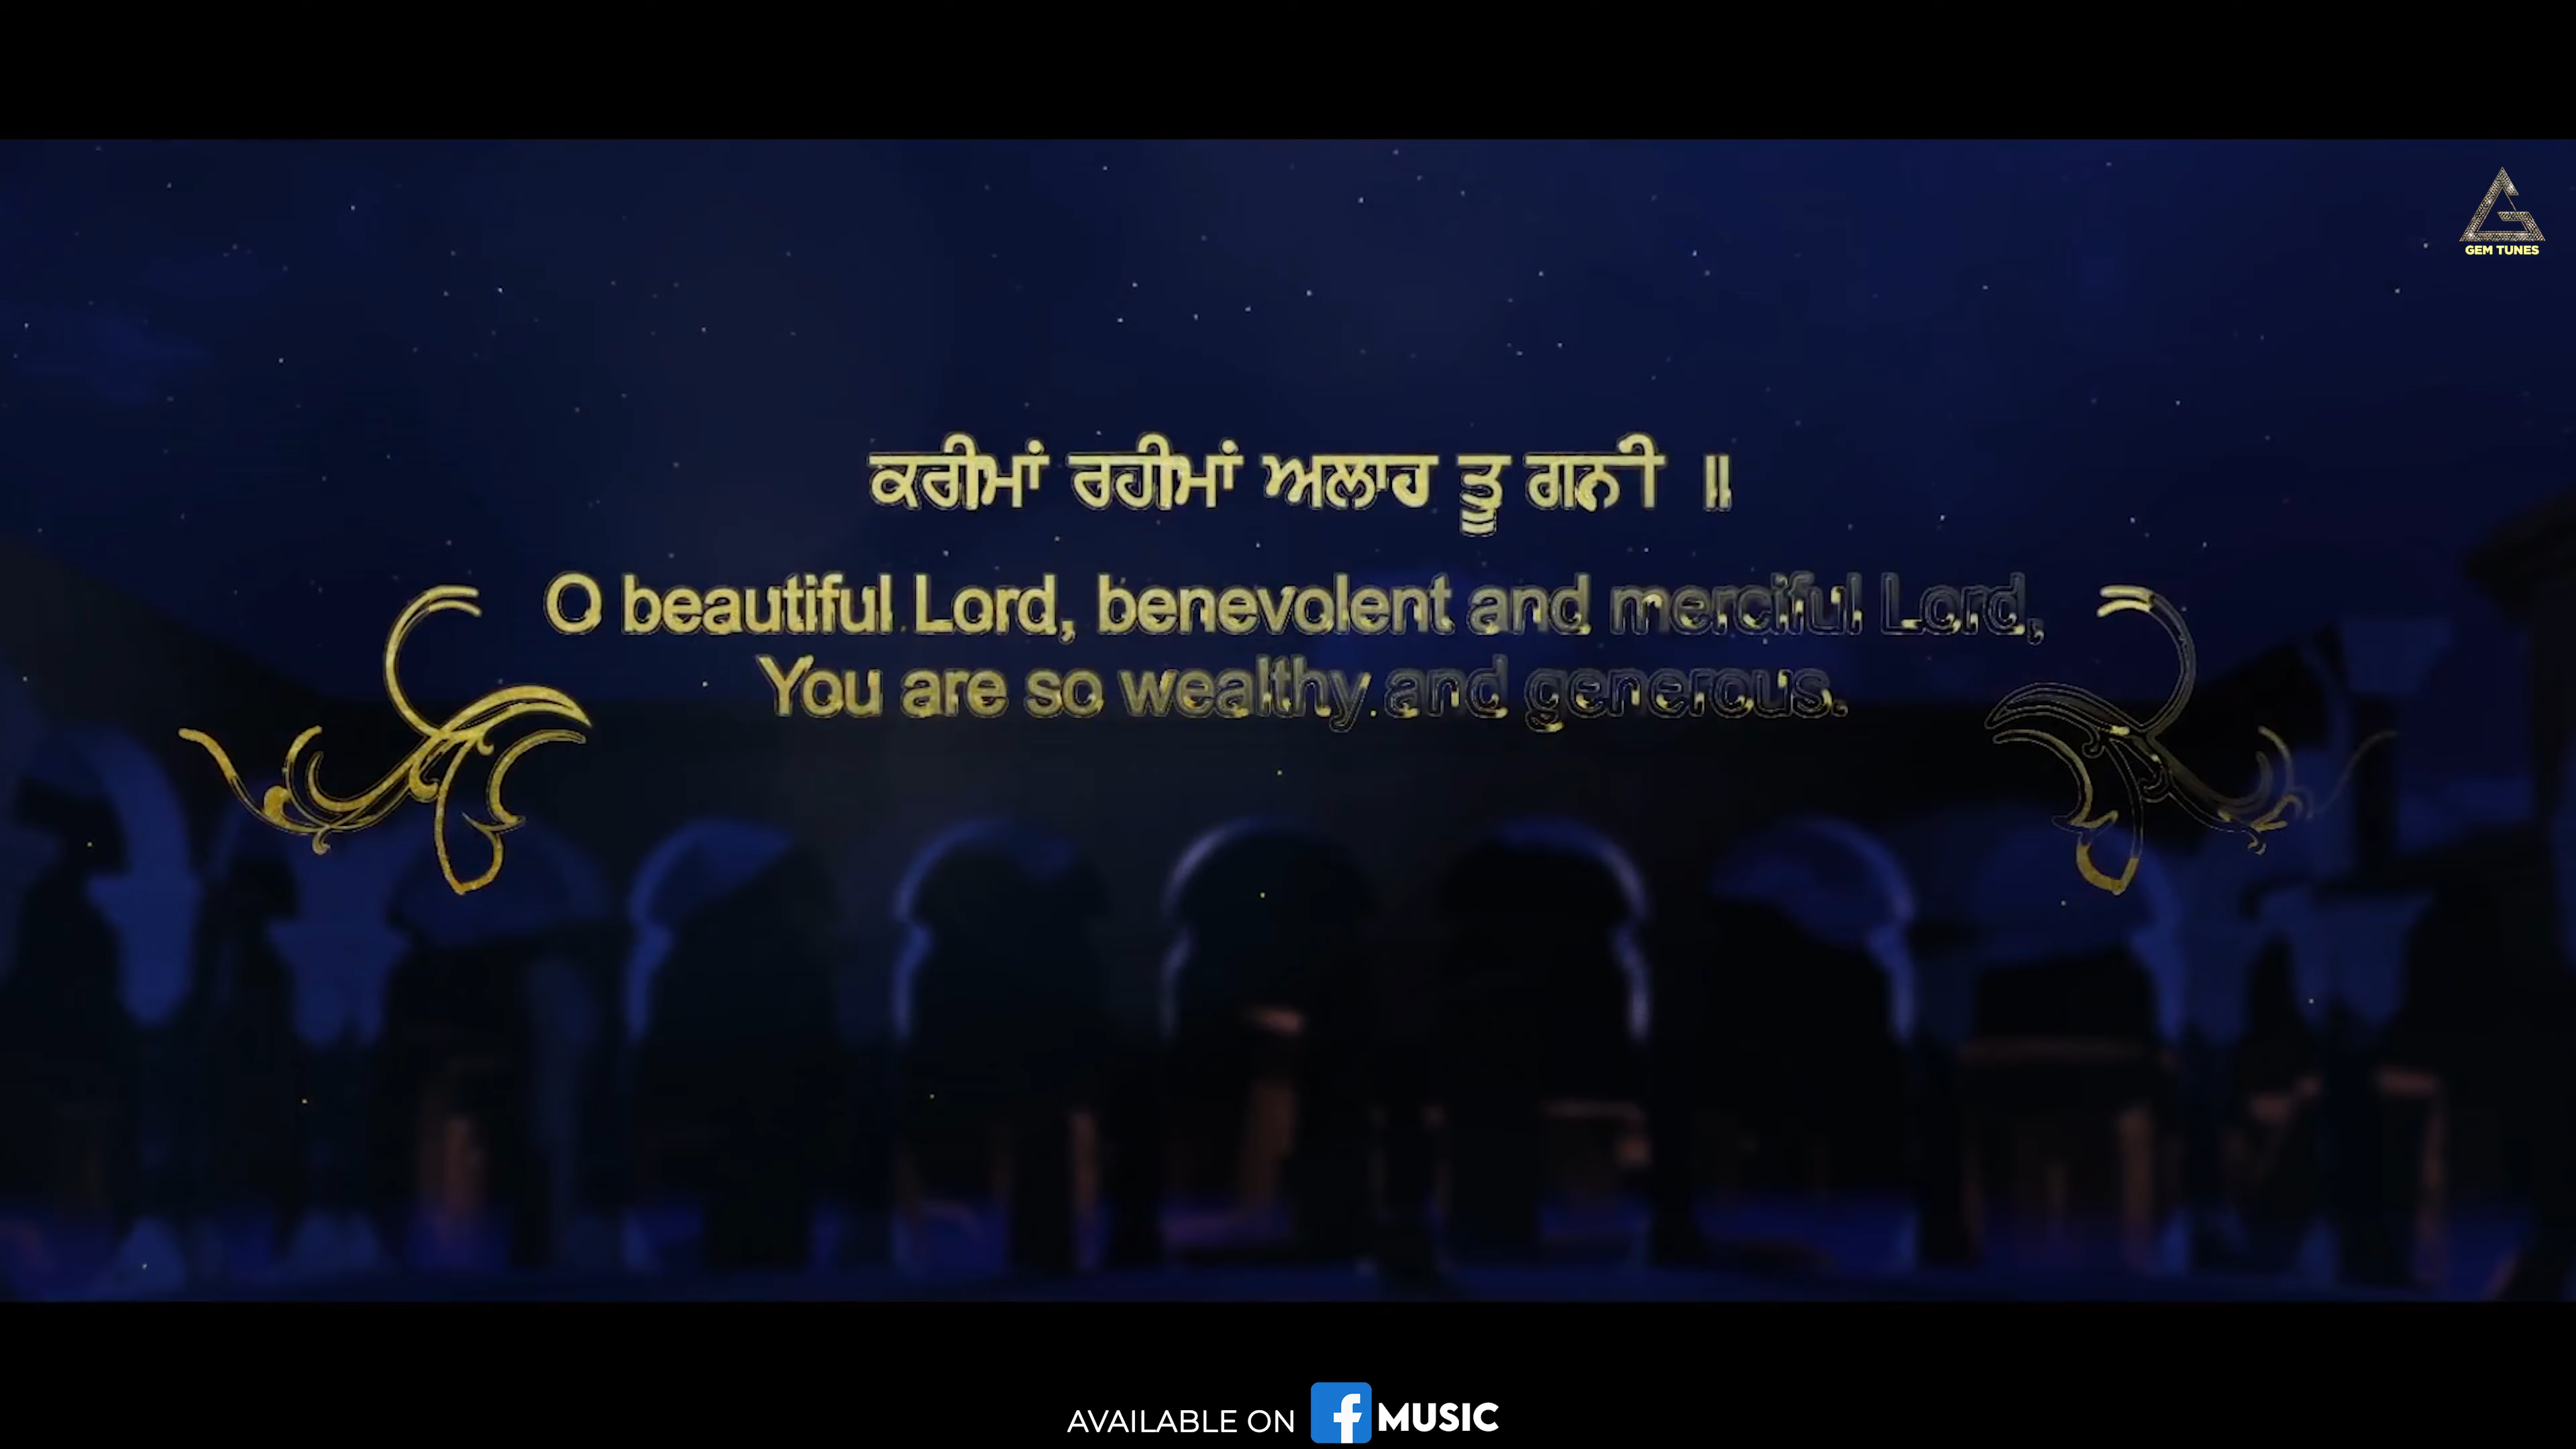 GEM TUNES
ਕਰੀਮਾਂ ਰਹੀਮਾਂ ਅਲਾਹ ਤੂ ਗਨੀ ॥
O beautiful Lord, benevolent and merciful Lord,
You are so wealthy and generous.
AVAILABLE ON f MUSIC